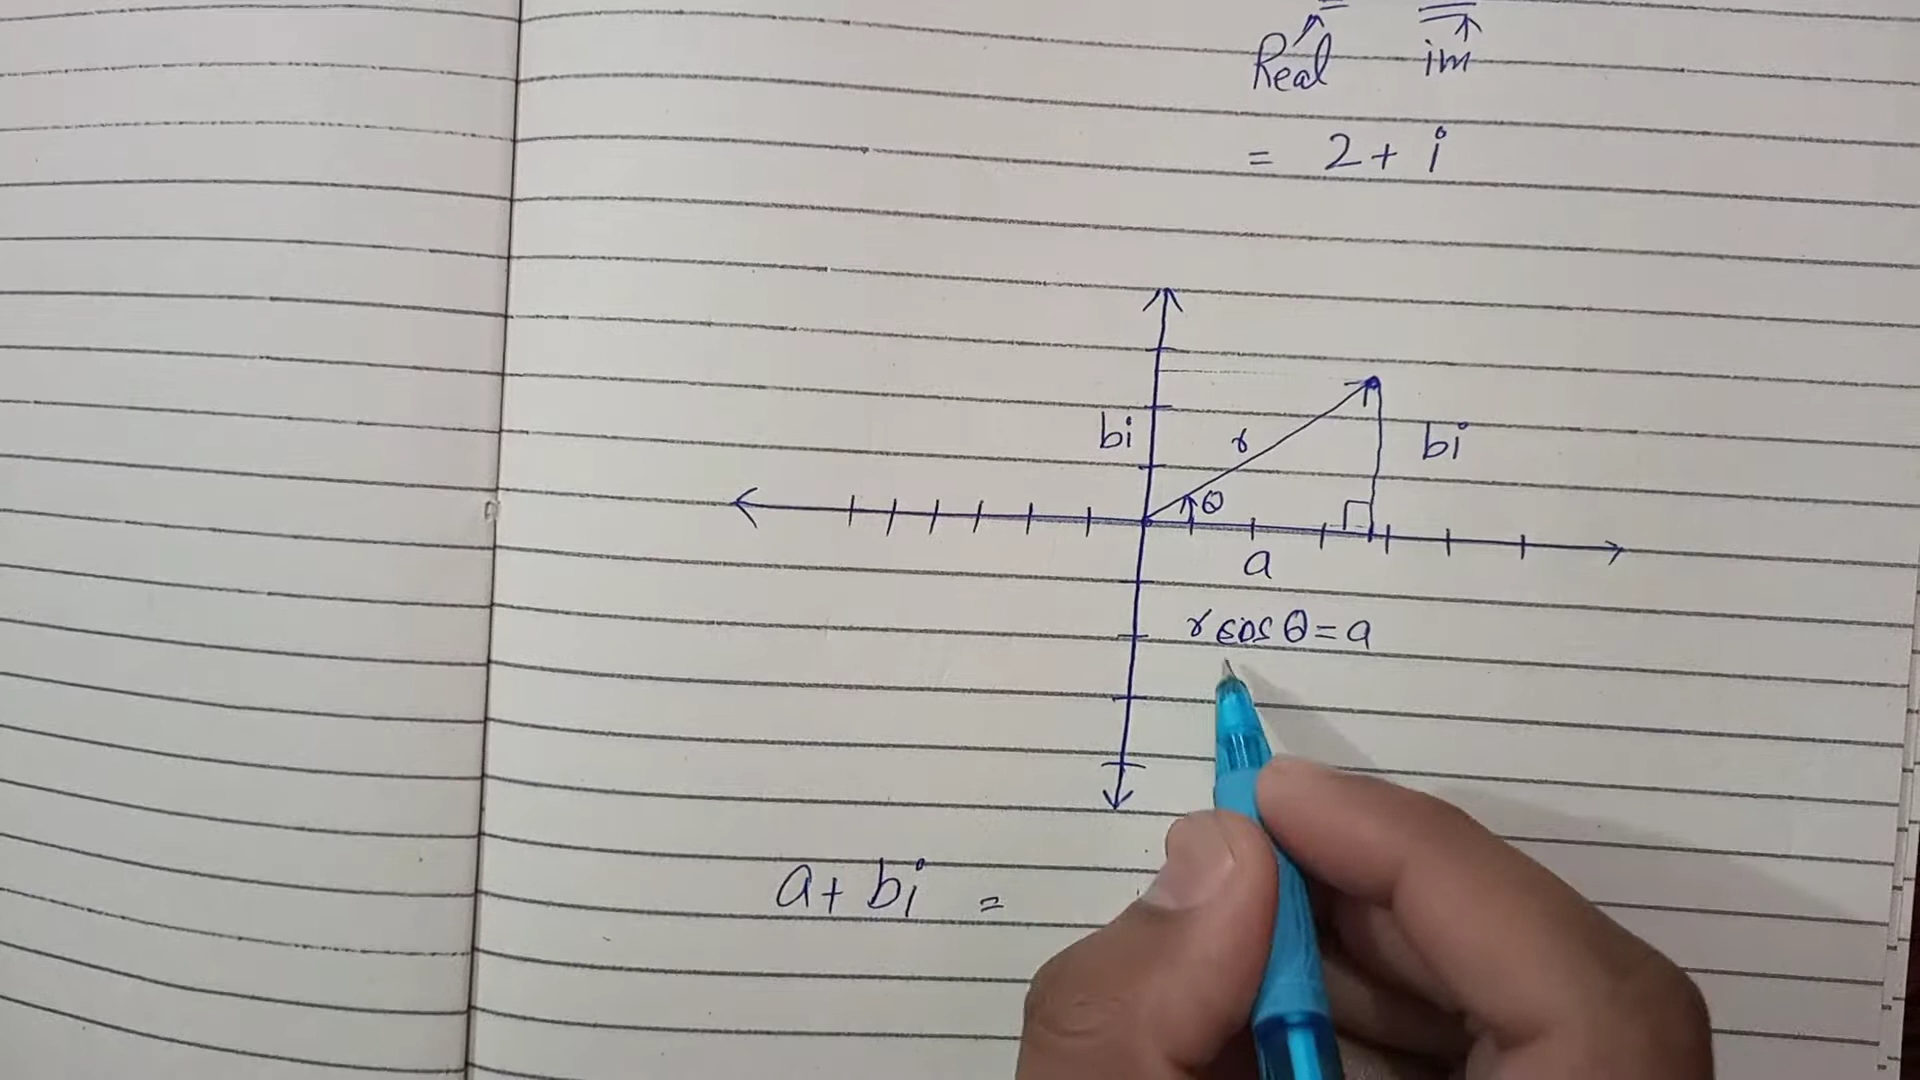 Real im
= 2 + i
bi r bi
θ
a
r cos θ = a
a + bi =